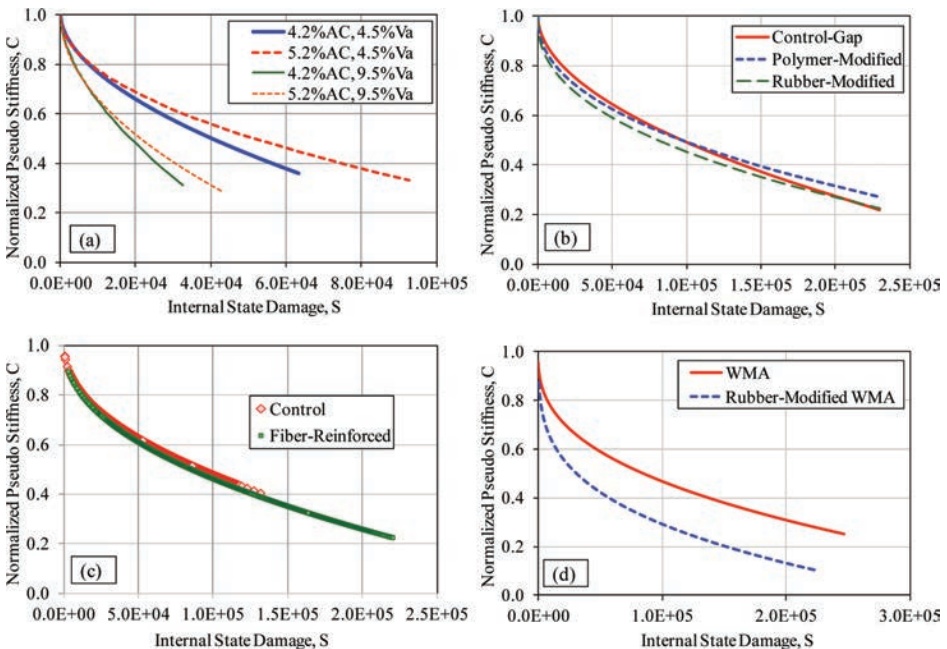 Normalized Pseudo Stiffness, C
1.0
0.8
0.6
0.4
0.2
0.0
4.2%AC, 4.5%Va
5.2%AC, 4.5%Va
4.2%AC, 9.5%Va
5.2%AC, 9.5%Va
(a)
0.0E+00 2.0E+04 4.0E+04 6.0E+04 8.0E+04 1.0E+05
Internal State Damage, S
Normalized Pseudo Stiffness, C
1.0
0.8
0.6
0.4
0.2
0.0
Control-Gap
Polymer-Modified
Rubber-Modified
(b)
0.0E+00 5.0E+04 1.0E+05 1.5E+05 2.0E+05 2.5E+05
Internal State Damage, S
Normalized Pseudo Stiffness, C
1.0
0.8
0.6
0.4
0.2
0.0
Control
Fiber-Reinforced
(c)
0.0E+00 5.0E+04 1.0E+05 1.5E+05 2.0E+05 2.5E+05
Internal State Damage, S
Normalized Pseudo Stiffness, C
1.0
0.8
0.6
0.4
0.2
0.0
WMA
Rubber-Modified WMA
(d)
0.0E+00 1.0E+05 2.0E+05 3.0E+05
Internal State Damage, S